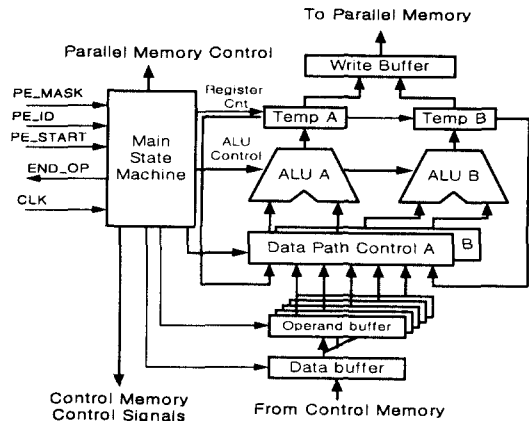 To Parallel Memory
Parallel Memory Control
Write Buffer
PE_MASK
Register
Cnt
Temp A
Temp B
PE_ID
PE_START
Main
State
Machine
ALU
Control
END_OP
ALU A
ALU B
CLK
Data Path Control A
B
Operand buffer
Data buffer
Control Memory
Control Signals
From Control Memory